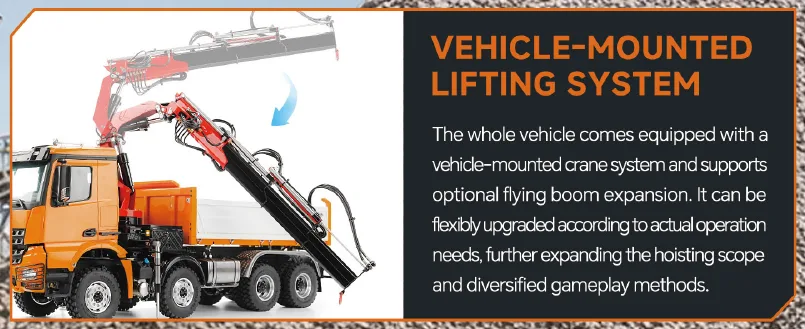 VEHICLE-MOUNTED
LIFTING SYSTEM
The whole vehicle comes equipped with a
vehicle-mounted crane system and supports
optional flying boom expansion. It can be
flexibly upgraded according to actual operation
needs, further expanding the hoisting scope
and diversified gameplay methods.